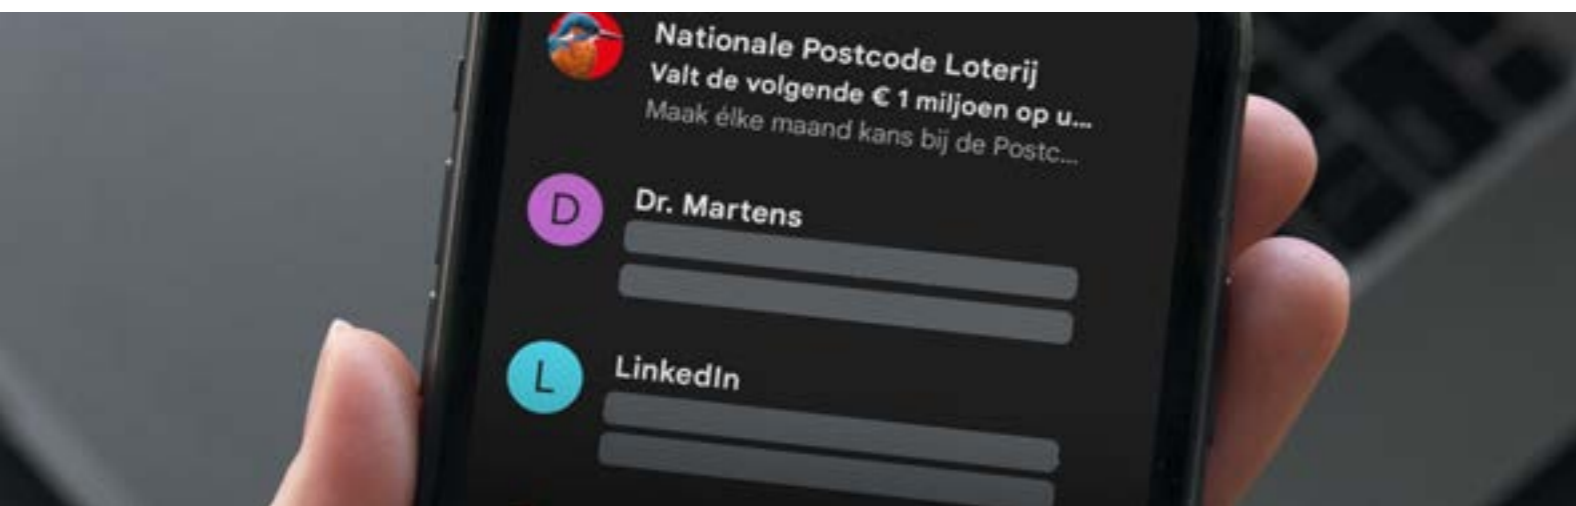 Nationale Postcode Loterij
Valt de volgende € 1 miljoen op u...
Maak élke maand kans bij de Postc...
D
Dr. Martens
L
LinkedIn